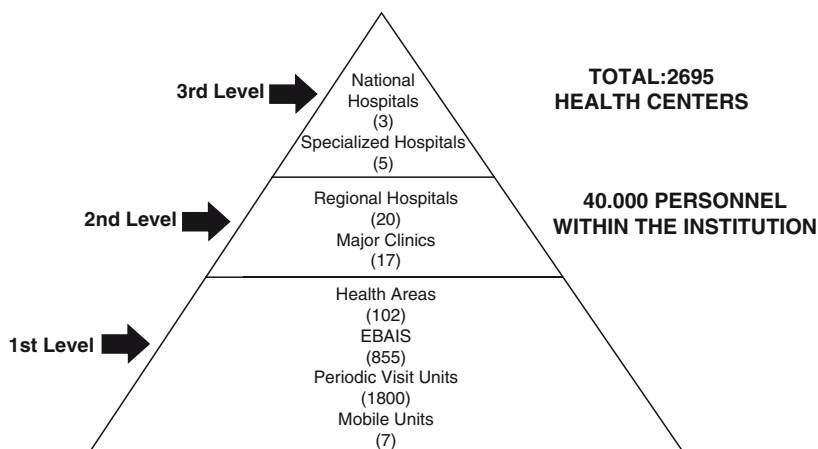 3rd Level
National
Hospitals
(3)
Specialized Hospitals
(5)
TOTAL:2695
HEALTH CENTERS
2nd Level
Regional Hospitals
(20)
Major Clinics
(17)
40.000 PERSONNEL
WITHIN THE INSTITUTION
1st Level
Health Areas
(102)
EBAIS
(855)
Periodic Visit Units
(1800)
Mobile Units
(7)